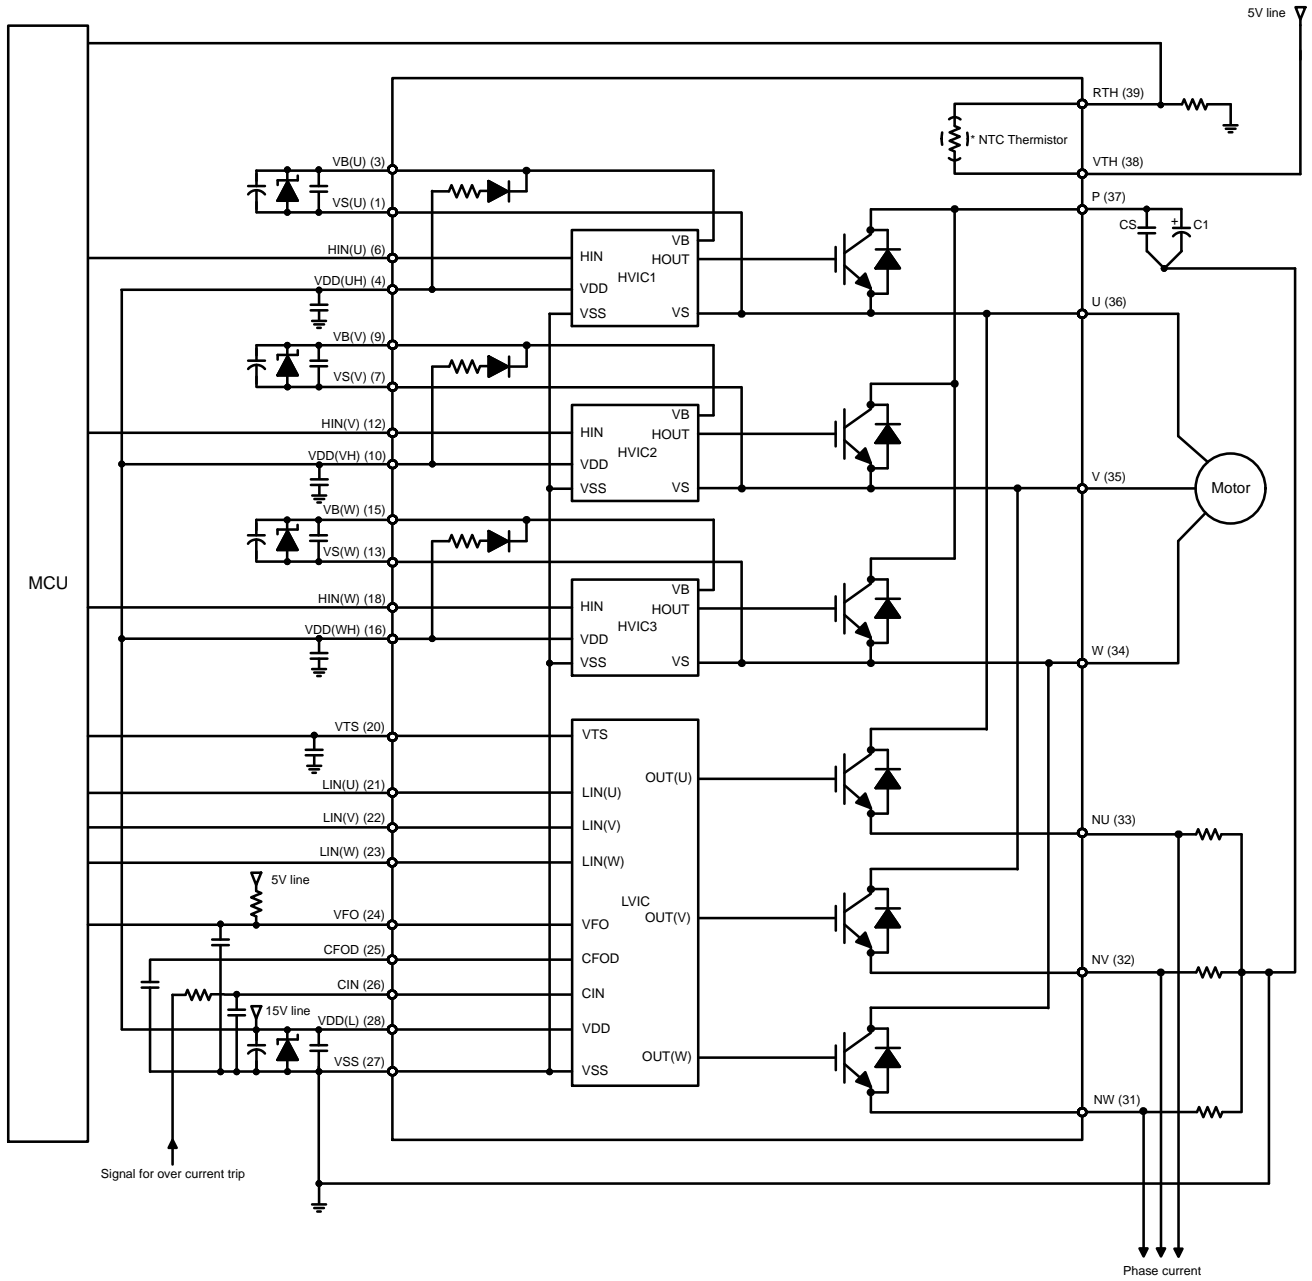 5V line
RTH (39)
* NTC Thermistor
VTH (38)
P (37)
CS
+
C1
U (36)
V (35)
Motor
W (34)
NU (33)
NV (32)
NW (31)
Phase current
MCU
VB(U) (3)
VS(U) (1)
HIN(U) (6)
VDD(UH) (4)
VB(V) (9)
VS(V) (7)
HIN(V) (12)
VDD(VH) (10)
VB(W) (15)
VS(W) (13)
HIN(W) (18)
VDD(WH) (16)
VTS (20)
LIN(U) (21)
LIN(V) (22)
LIN(W) (23)
5V line
VFO (24)
CFOD (25)
CIN (26)
15V line
VDD(L) (28)
VSS (27)
Signal for over current trip
HIN
VB
HOUT
HVIC1
VDD
VSS
VS
HIN
VB
HOUT
HVIC2
VDD
VSS
VS
HIN
VB
HOUT
HVIC3
VDD
VSS
VS
VTS
OUT(U)
LIN(U)
LIN(V)
LIN(W)
LVIC
OUT(V)
VFO
CFOD
CIN
VDD
OUT(W)
VSS